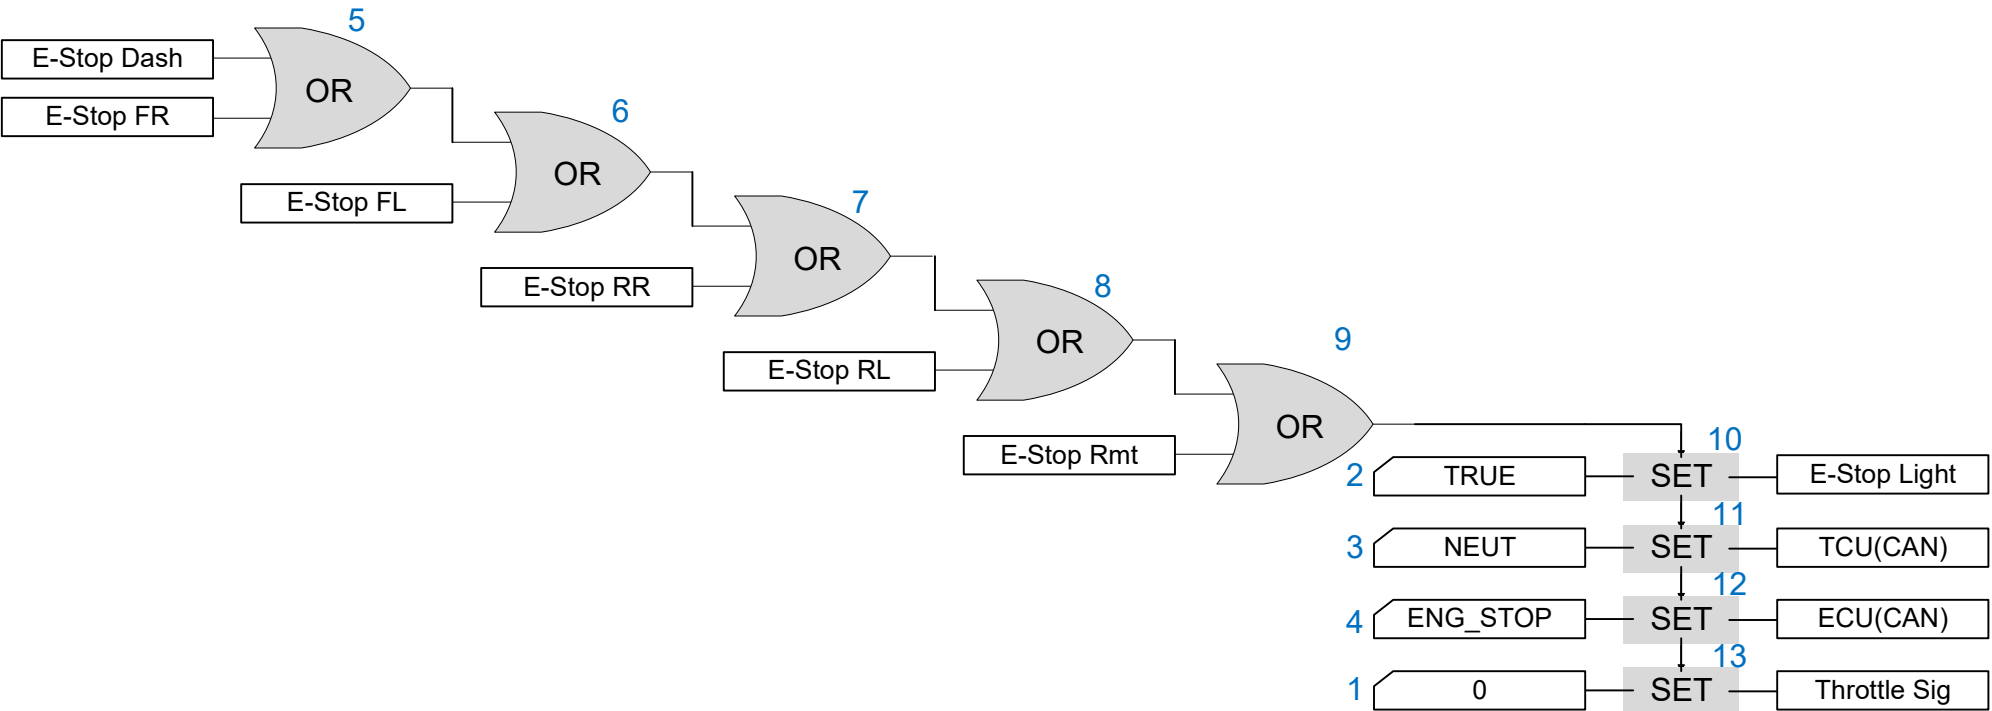 5
E-Stop Dash
OR
E-Stop FR
6
OR
E-Stop FL
7
OR
E-Stop RR
8
OR
E-Stop RL
9
OR
E-Stop Rmt
10
2 TRUE SET E-Stop Light
11
3 NEUT SET TCU(CAN)
12
4 ENG_STOP SET ECU(CAN)
13
1 0 SET Throttle Sig